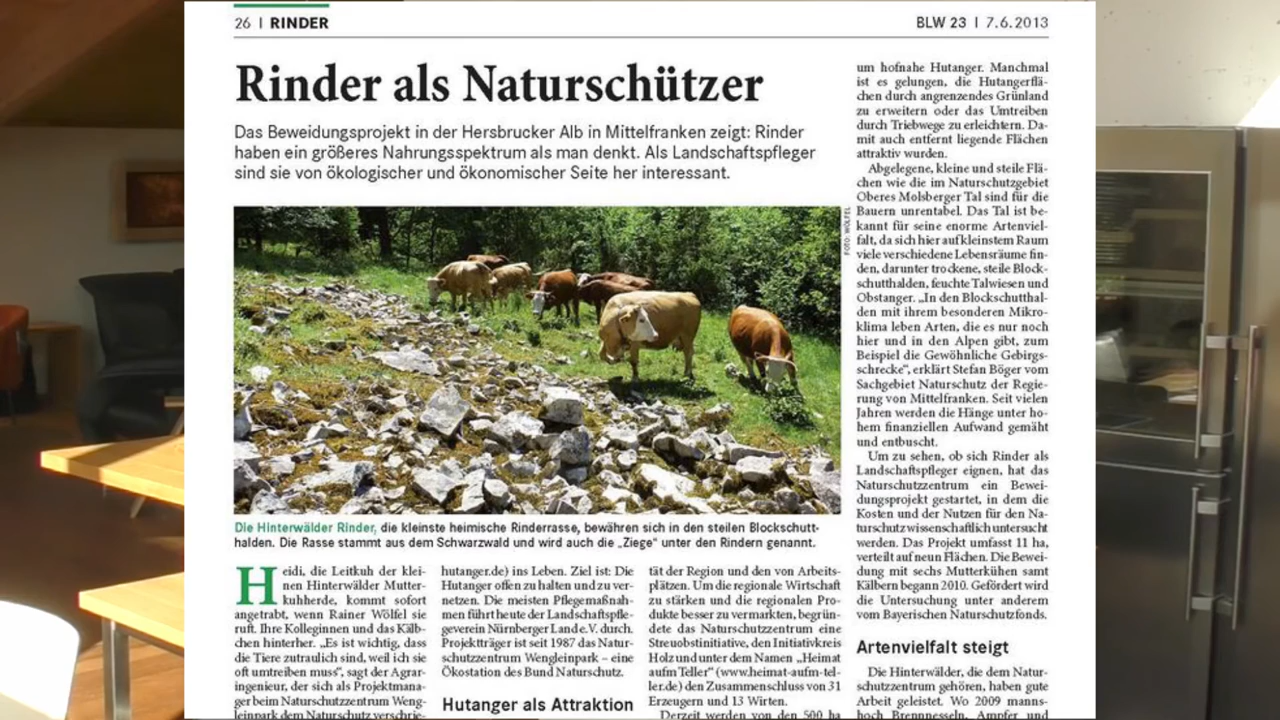 26 | RINDER
BLW 23 | 7.6.2013
Rinder als Naturschützer
Das Beweidungsprojekt in der Hersbrucker Alb in Mittelfranken zeigt: Rinder
haben ein größeres Nahrungsspektrum als man denkt. Als Landschaftspfleger
sind sie von ökologischer und ökonomischer Seite her interessant.
FOTO: WÖLFEL
Die Hinterwälder Rinder, die kleinste heimische Rinderrasse, bewähren sich in den steilen Blockschutt-
halden. Die Rasse stammt aus dem Schwarzwald und wird auch die „Ziege“ unter den Rindern genannt.
Heidi, die Leitkuh der klei-
nen Hinterwälder Mutter-
kuhherde, kommt sofort
angetrabt, wenn Rainer Wölfel sie
ruft. Ihre Kolleginnen und das Kälb-
chen hinterher. „Es ist wichtig, dass
die Tiere zutraulich sind, weil ich sie
oft umtreiben muss“, sagt der Agrar-
ingenieur, der sich als Projektmana-
ger beim Naturschutzzentrum Weng-
leinpark dem Naturschutz verschrie-
hutanger.de) ins Leben. Ziel ist: Die
Hutanger offen zu halten und zu ver-
netzen. Die meisten Pflegemaßnah-
men führt heute der Landschaftspfle-
geverein Nürnberger Land e.V. durch.
Projektträger ist seit 1987 das Natur-
schutzzentrum Wengleinpark – eine
Ökostation des Bund Naturschutz.
Hutanger als Attraktion
tät der Region und den von Arbeits-
plätzen. Um die regionale Wirtschaft
zu stärken und die regionalen Pro-
dukte besser zu vermarkten, begrün-
dete das Naturschutzzentrum eine
Streuobstinitiative, den Initiativkreis
Holz und unter dem Namen „Heimat
aufm Teller“ (www.heimat-aufm-tel-
ler.de) den Zusammenschluss von 31
Erzeugern und 13 Wirten.
Derzeit werden von den 500 ha
um hofnahe Hutanger. Manchmal
ist es gelungen, die Hutangerflä-
chen durch angrenzendes Grünland
zu erweitern oder das Umtreiben
durch Triebwege zu erleichtern. Da-
mit auch entfernt liegende Flächen
attraktiv wurden.
Abgelegene, kleine und steile Flä-
chen wie die im Naturschutzgebiet
Oberes Molsberger Tal sind für die
Bauern unrentabel. Das Tal ist be-
kannt für seine enorme Artenviel-
falt, da sich hier auf kleinstem Raum
viele verschiedene Lebensräume fin-
den, darunter trockene, steile Block-
schutthalden, feuchte Talwiesen und
Obstanger. „In den Blockschutthal-
den mit ihrem besonderen Mikro-
klima leben Arten, die es nur noch
hier und in den Alpen gibt, zum
Beispiel die Gewöhnliche Gebirgs-
schrecke“, erklärt Stefan Böger vom
Sachgebiet Naturschutz der Regie-
rung von Mittelfranken. Seit vielen
Jahren werden die Hänge unter ho-
hem finanziellen Aufwand gemäht
und entbuscht.
Um zu sehen, ob sich Rinder als
Landschaftspfleger eignen, hat das
Naturschutzzentrum ein Bewei-
dungsprojekt gestartet, in dem die
Kosten und der Nutzen für den Na-
turschutz wissenschaftlich untersucht
werden. Das Projekt umfasst 11 ha,
verteilt auf neun Flächen. Die Bewei-
dung mit sechs Mutterkühen samt
Kälbern begann 2010. Gefördert wird
die Untersuchung unter anderem
vom Bayerischen Naturschutzfonds.
Artenvielfalt steigt
Die Hinterwälder, die dem Natur-
schutzzentrum gehören, haben gute
Arbeit geleistet. Wo 2009 manns-
hoch Brennnesseln, Ampfer und